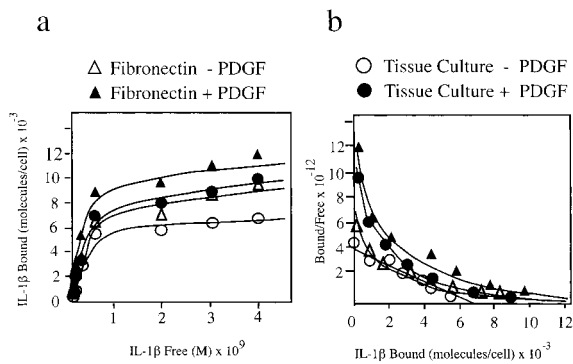 a
△ Fibronectin - PDGF
▲ Fibronectin + PDGF
IL-1β Bound (molecules/cell) x 10⁻³
12
10
8
6
4
2
1 2 3 4
IL-1β Free (M) x 10⁹
b
○ Tissue Culture - PDGF
● Tissue Culture + PDGF
Bound/Free x 10⁻¹²
12
10
8
6
4
2
0 2 4 6 8 10 12
IL-1β Bound (molecules/cell) x 10⁻³